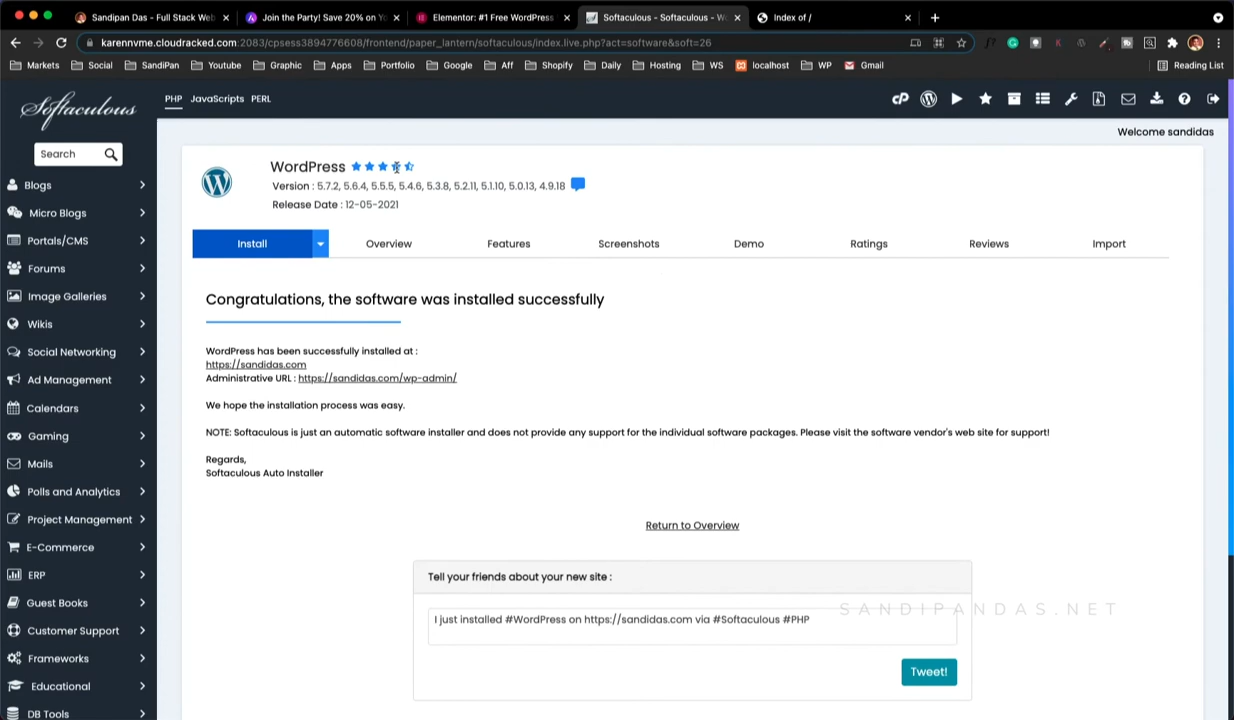 Sandipan Das - Full Stack Web
Join the Party! Save 20% on Yo
Elementor: #1 Free WordPress
Softaculous - Softaculous - Wo
Index of /
karennvme.cloudracked.com:2083/cpsess3894776608/frontend/paper_lantern/softaculous/index.live.php?act=software&soft=26
Markets
Social
SandiPan
Youtube
Graphic
Apps
Portfolio
Google
Aff
Shopify
Daily
Hosting
WS
localhost
WP
Gmail
Reading List
Softaculous
PHP
JavaScripts
PERL
Welcome sandidas
Search
Blogs
Micro Blogs
Portals/CMS
Forums
Image Galleries
Wikis
Social Networking
Ad Management
Calendars
Gaming
Mails
Polls and Analytics
Project Management
E-Commerce
ERP
Guest Books
Customer Support
Frameworks
Educational
DB Tools
WordPress
Version : 5.7.2, 5.6.4, 5.5.5, 5.4.6, 5.3.8, 5.2.11, 5.1.10, 5.0.13, 4.9.18
Release Date : 12-05-2021
Install
Overview
Features
Screenshots
Demo
Ratings
Reviews
Import
Congratulations, the software was installed successfully
WordPress has been successfully installed at :
https://sandidas.com
Administrative URL : https://sandidas.com/wp-admin/
We hope the installation process was easy.
NOTE: Softaculous is just an automatic software installer and does not provide any support for the individual software packages. Please visit the software vendor's web site for support!
Regards,
Softaculous Auto Installer
Return to Overview
Tell your friends about your new site :
I just installed #WordPress on https://sandidas.com via #Softaculous #PHP
SANDIPANDAS.NET
Tweet!